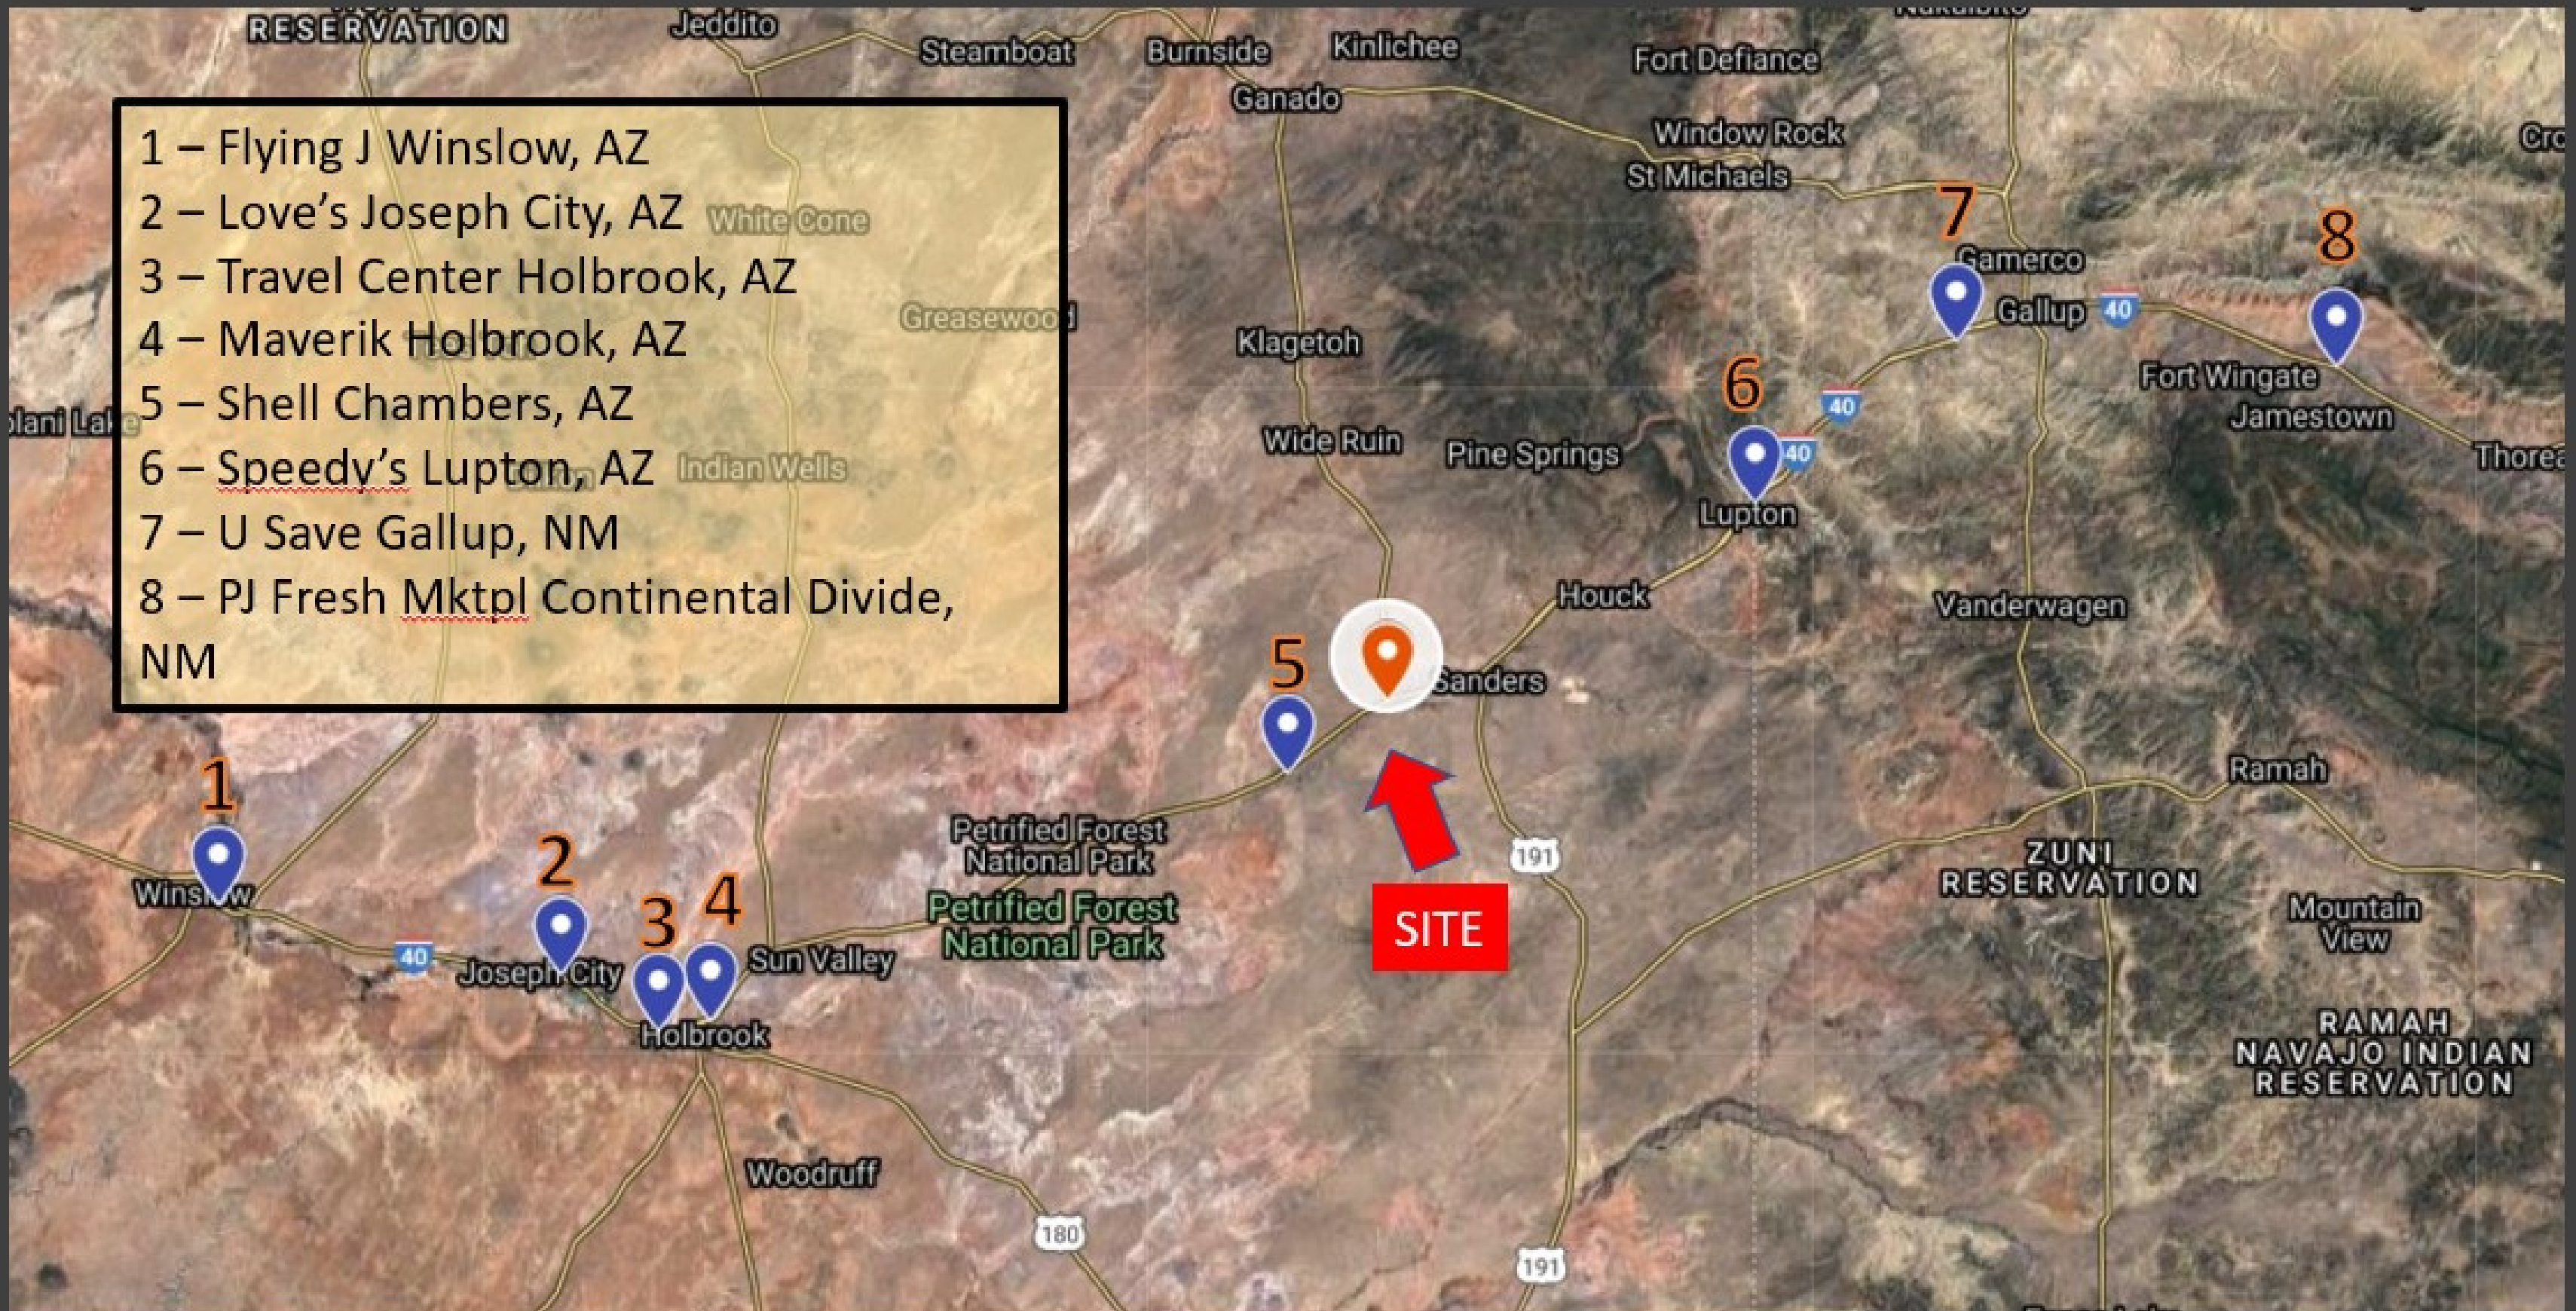 RESERVATION
Jeddito
Steamboat
Burnside
Kinlichee
Fort Defiance
Ganado
Window Rock
St Michaels
1 – Flying J Winslow, AZ
2 – Love's Joseph City, AZ
3 – Travel Center Holbrook, AZ
4 – Maverik Holbrook, AZ
5 – Shell Chambers, AZ
6 – Speedy's Lupton, AZ
7 – U Save Gallup, NM
8 – PJ Fresh Mktpl Continental Divide,
NM
White Cone
Greasewood
Indian Wells
Klagetoh
Wide Ruin
Pine Springs
7
8
Gamerco
Gallup
40
Fort Wingate
Jamestown
Thorea
6
40
40
Lupton
Houck
Vanderwagen
5
Sanders
Ramah
1
Winslow
40
2
Joseph City
3
4
Holbrook
Sun Valley
Petrified Forest
National Park
Petrified Forest
National Park
SITE
191
ZUNI
RESERVATION
Mountain
View
RAMAH
NAVAJO INDIAN
RESERVATION
Woodruff
180
191